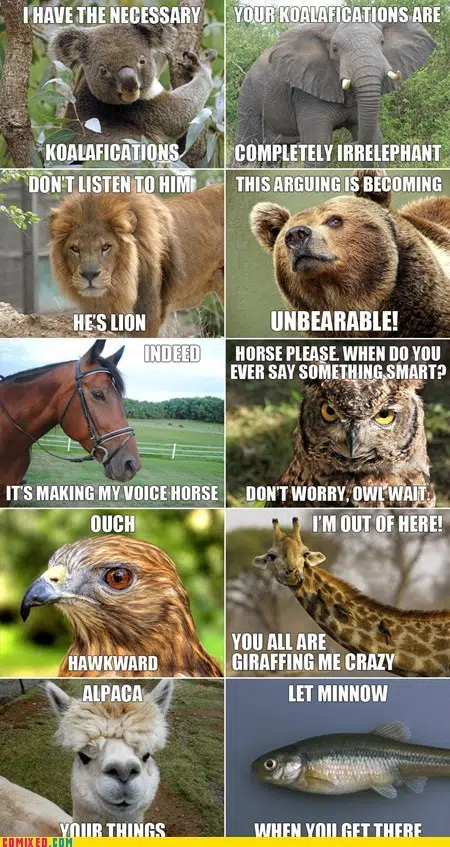 I HAVE THE NECESSARY
KOALAFICATIONS
YOUR KOALAFICATIONS ARE
COMPLETELY IRRELEPHANT
DON'T LISTEN TO HIM
HE'S LION
THIS ARGUING IS BECOMING
UNBEARABLE!
INDEED
IT'S MAKING MY VOICE HORSE
HORSE PLEASE. WHEN DO YOU
EVER SAY SOMETHING SMART?
DON'T WORRY, OWL WAIT.
OUCH
HAWKWARD
I'M OUT OF HERE!
YOU ALL ARE
GIRAFFING ME CRAZY
ALPACA
YOUR THINGS
LET MINNOW
WHEN YOU GET THERE
COMIXED.COM